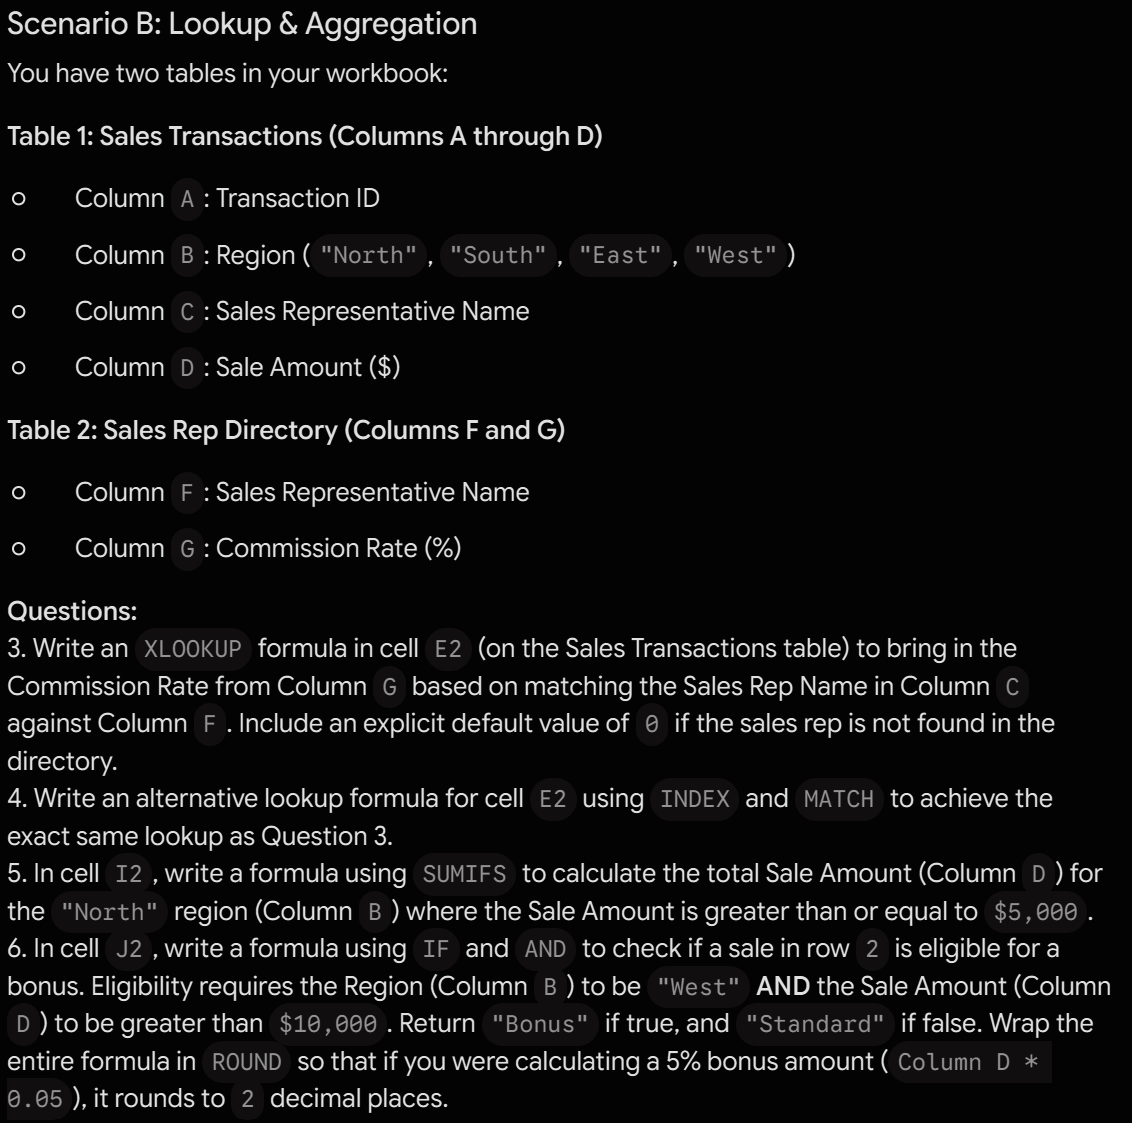 Scenario B: Lookup & Aggregation
You have two tables in your workbook:
Table 1: Sales Transactions (Columns A through D)
Column A : Transaction ID
Column B : Region ( "North" , "South" , "East" , "West" )
Column C : Sales Representative Name
Column D : Sale Amount ($)
Table 2: Sales Rep Directory (Columns F and G)
Column F : Sales Representative Name
Column G : Commission Rate (%)
Questions:
3. Write an XLOOKUP formula in cell E2 (on the Sales Transactions table) to bring in the
Commission Rate from Column G based on matching the Sales Rep Name in Column C
against Column F . Include an explicit default value of 0 if the sales rep is not found in the
directory.
4. Write an alternative lookup formula for cell E2 using INDEX and MATCH to achieve the
exact same lookup as Question 3.
5. In cell I2 , write a formula using SUMIFS to calculate the total Sale Amount (Column D ) for
the "North" region (Column B ) where the Sale Amount is greater than or equal to $5,000 .
6. In cell J2 , write a formula using IF and AND to check if a sale in row 2 is eligible for a
bonus. Eligibility requires the Region (Column B ) to be "West" AND the Sale Amount (Column
D ) to be greater than $10,000 . Return "Bonus" if true, and "Standard" if false. Wrap the
entire formula in ROUND so that if you were calculating a 5% bonus amount ( Column D *
0.05 ), it rounds to 2 decimal places.